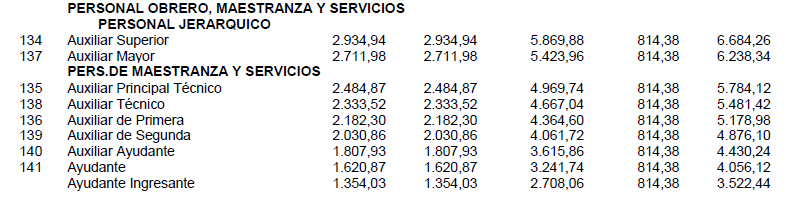 PERSONAL OBRERO, MAESTRANZA Y SERVICIOS
PERSONAL JERARQUICO
134 Auxiliar Superior 2.934,94 2.934,94 5.869,88 814,38 6.684,26
137 Auxiliar Mayor 2.711,98 2.711,98 5.423,96 814,38 6.238,34
PERS.DE MAESTRANZA Y SERVICIOS
135 Auxiliar Principal Técnico 2.484,87 2.484,87 4.969,74 814,38 5.784,12
138 Auxiliar Técnico 2.333,52 2.333,52 4.667,04 814,38 5.481,42
136 Auxiliar de Primera 2.182,30 2.182,30 4.364,60 814,38 5.178,98
139 Auxiliar de Segunda 2.030,86 2.030,86 4.061,72 814,38 4.876,10
140 Auxiliar Ayudante 1.807,93 1.807,93 3.615,86 814,38 4.430,24
141 Ayudante 1.620,87 1.620,87 3.241,74 814,38 4.056,12
Ayudante Ingresante 1.354,03 1.354,03 2.708,06 814,38 3.522,44